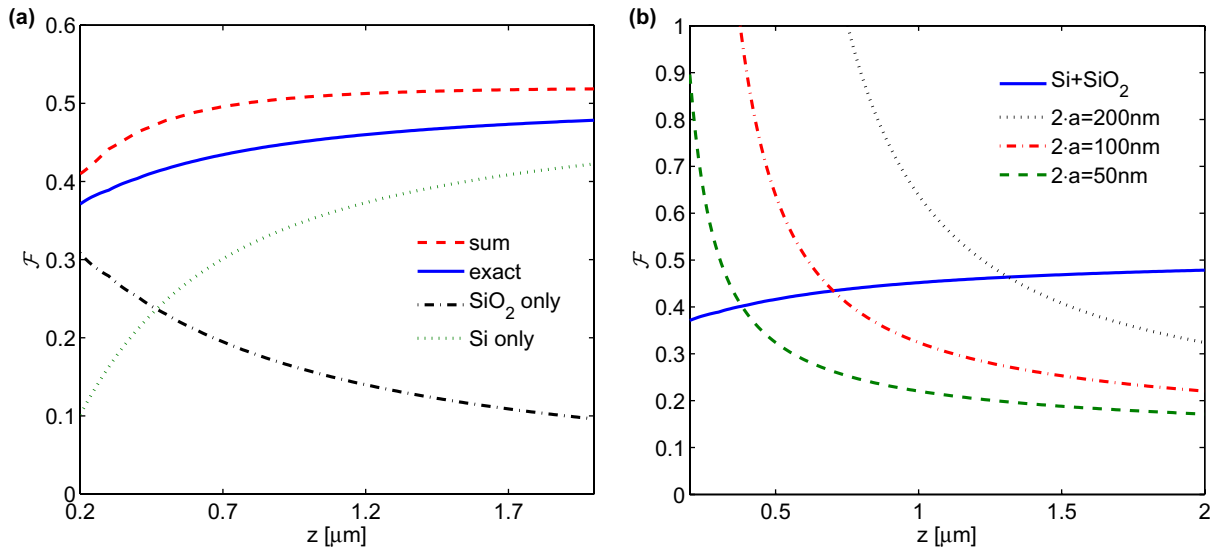 (a)
0.6
0.5
0.4
0.3
0.2
0.1
0
ℱ
sum
exact
SiO₂ only
Si only
0.2 0.7 1.2 1.7
z [μm]
(b)
1
0.9
0.8
0.7
0.6
0.5
0.4
0.3
0.2
0.1
0
ℱ
Si+SiO₂
2·a=200nm
2·a=100nm
2·a=50nm
0.5 1 1.5 2
z [μm]